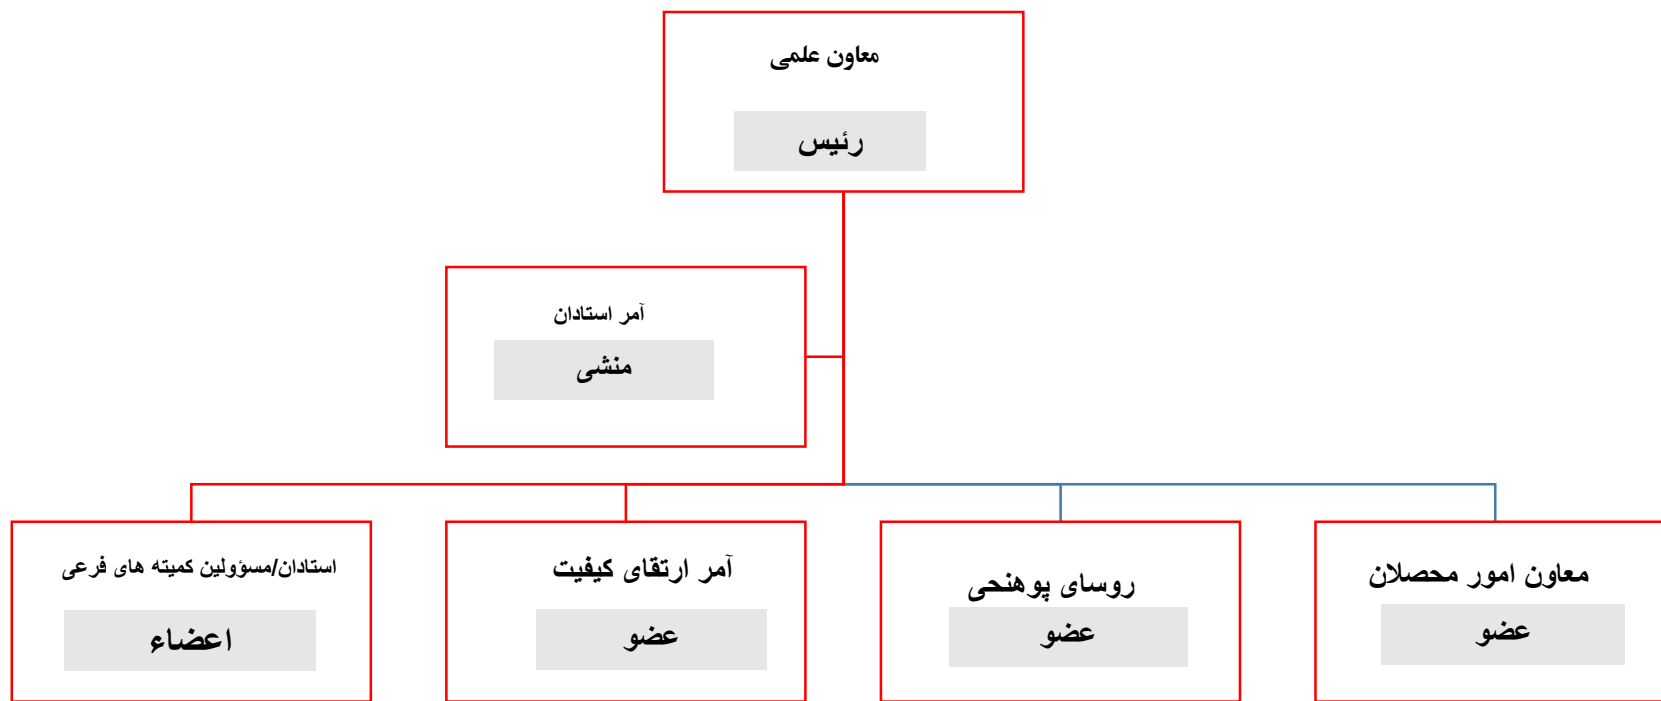 معاون علمی
رئیس
آمر استادان
منشی
معاون امور محصلان
عضو
روسای پوهنحی
عضو
آمر ارتقای کیفیت
عضو
استادان/مسؤولین کمیته های فرعی
اعضاء